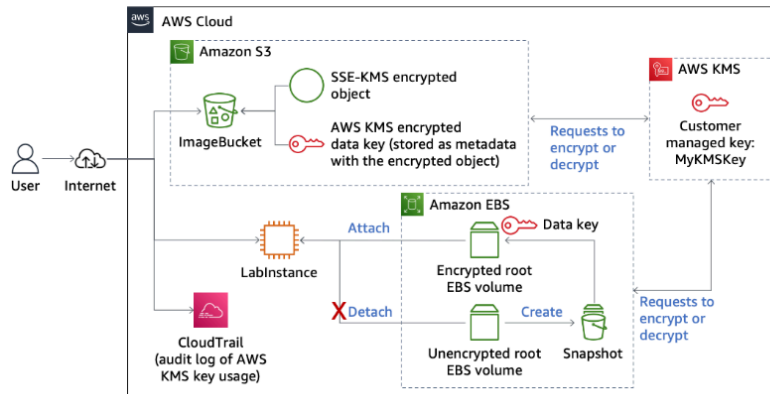 aws
AWS Cloud
Amazon S3
SSE-KMS encrypted
object
ImageBucket
AWS KMS encrypted
data key (stored as metadata
with the encrypted object)
AWS KMS
Customer
managed key:
MyKMSKey
Requests to
encrypt or
decrypt
User
Internet
Amazon EBS
Attach
Data key
LabInstance
Encrypted root
EBS volume
X
Detach
Create
Unencrypted root
EBS volume
Snapshot
Requests to
encrypt or
decrypt
CloudTrail
(audit log of AWS
KMS key usage)